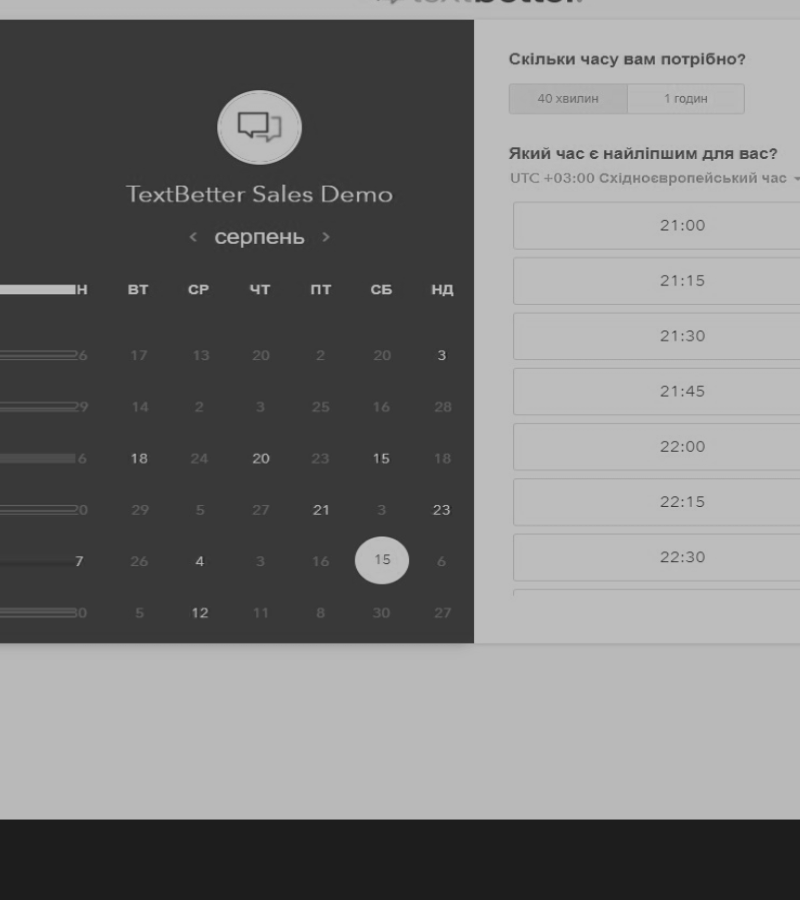 textbetter.
TextBetter Sales Demo
< серпень >
Н ВТ СР ЧТ ПТ СБ НД
6 17 13 20 2 20 3
29 14 2 3 25 16 28
6 18 24 20 23 15 18
20 29 5 27 21 3 23
7 26 4 3 16 15 6
30 5 12 11 8 30 27
Скільки часу вам потрібно?
40 хвилин 1 годин
Який час є найліпшим для вас?
UTC +03:00 Східноєвропейський час
21:00
21:15
21:30
21:45
22:00
22:15
22:30